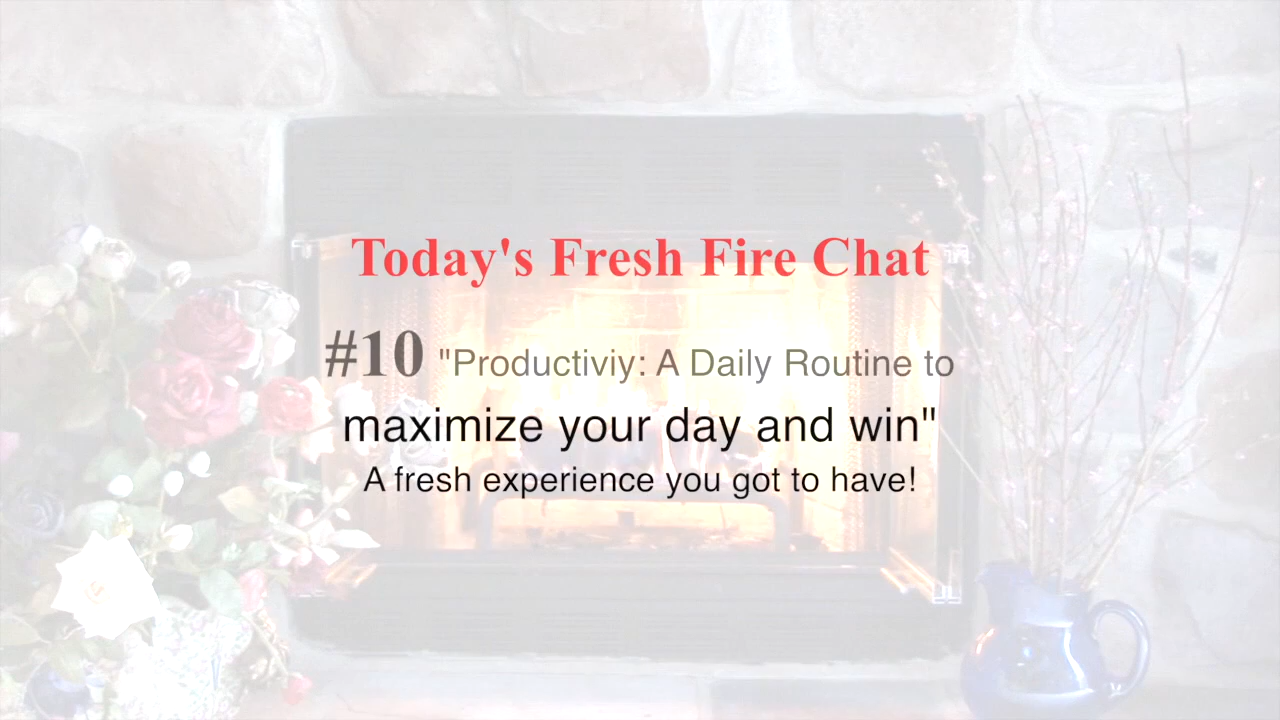 Today's Fresh Fire Chat
#10 "Productiviy: A Daily Routine to
maximize your day and win"
A fresh experience you got to have!